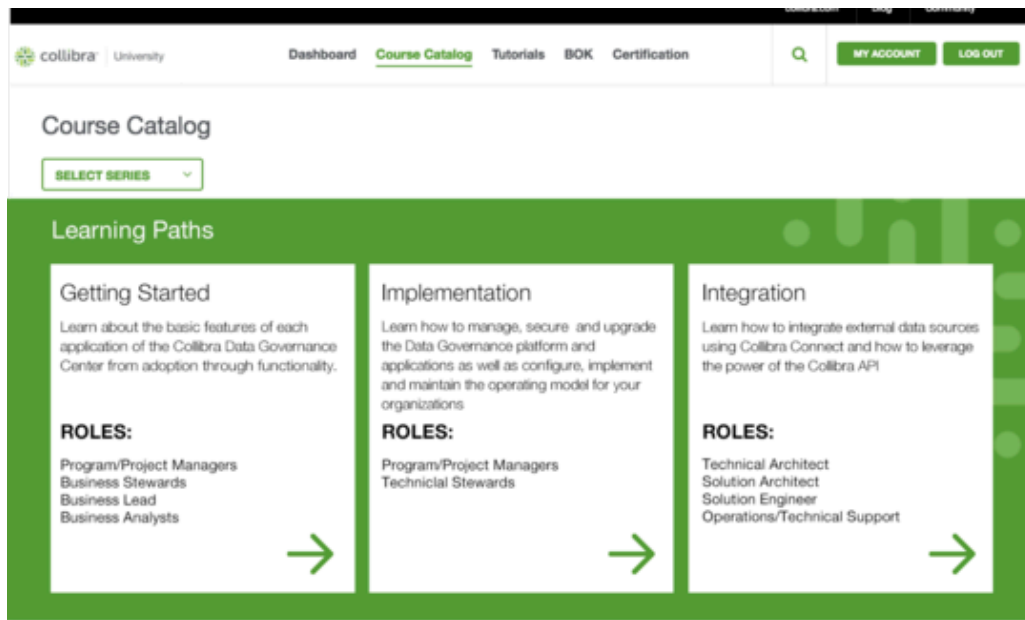 collibra.com Blog Community
collibra University Dashboard Course Catalog Tutorials BOK Certification MY ACCOUNT LOG OUT
Course Catalog
SELECT SERIES
Learning Paths
Getting Started
Learn about the basic features of each
application of the Collibra Data Governance
Center from adoption through functionality.
ROLES:
Program/Project Managers
Business Stewards
Business Lead
Business Analysts
Implementation
Learn how to manage, secure and upgrade
the Data Governance platform and
applications as well as configure, implement
and maintain the operating model for your
organizations
ROLES:
Program/Project Managers
Techniclal Stewards
Integration
Learn how to integrate external data sources
using Collibra Connect and how to leverage
the power of the Collibra API
ROLES:
Technical Architect
Solution Architect
Solution Engineer
Operations/Technical Support